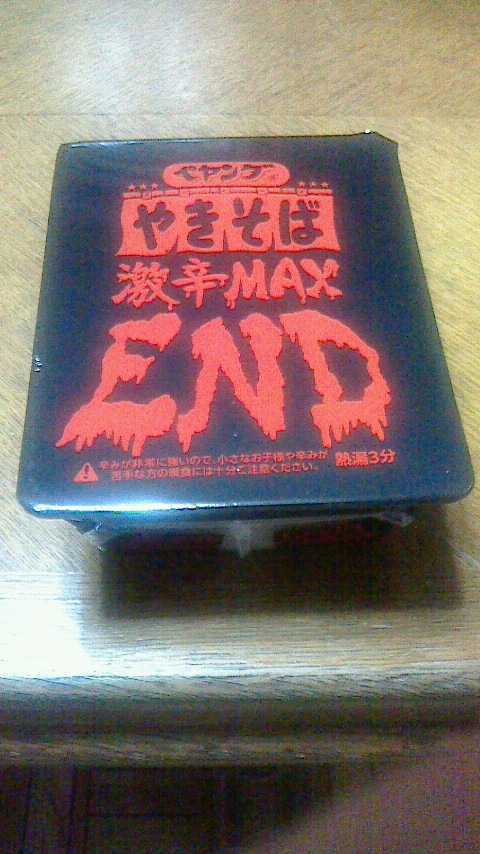 ペヤング
やきそば
激辛MAX
END
辛みが非常に強いので、小さなお子様や辛みが
苦手な方の喫食には十分ご注意ください。
熱湯3分